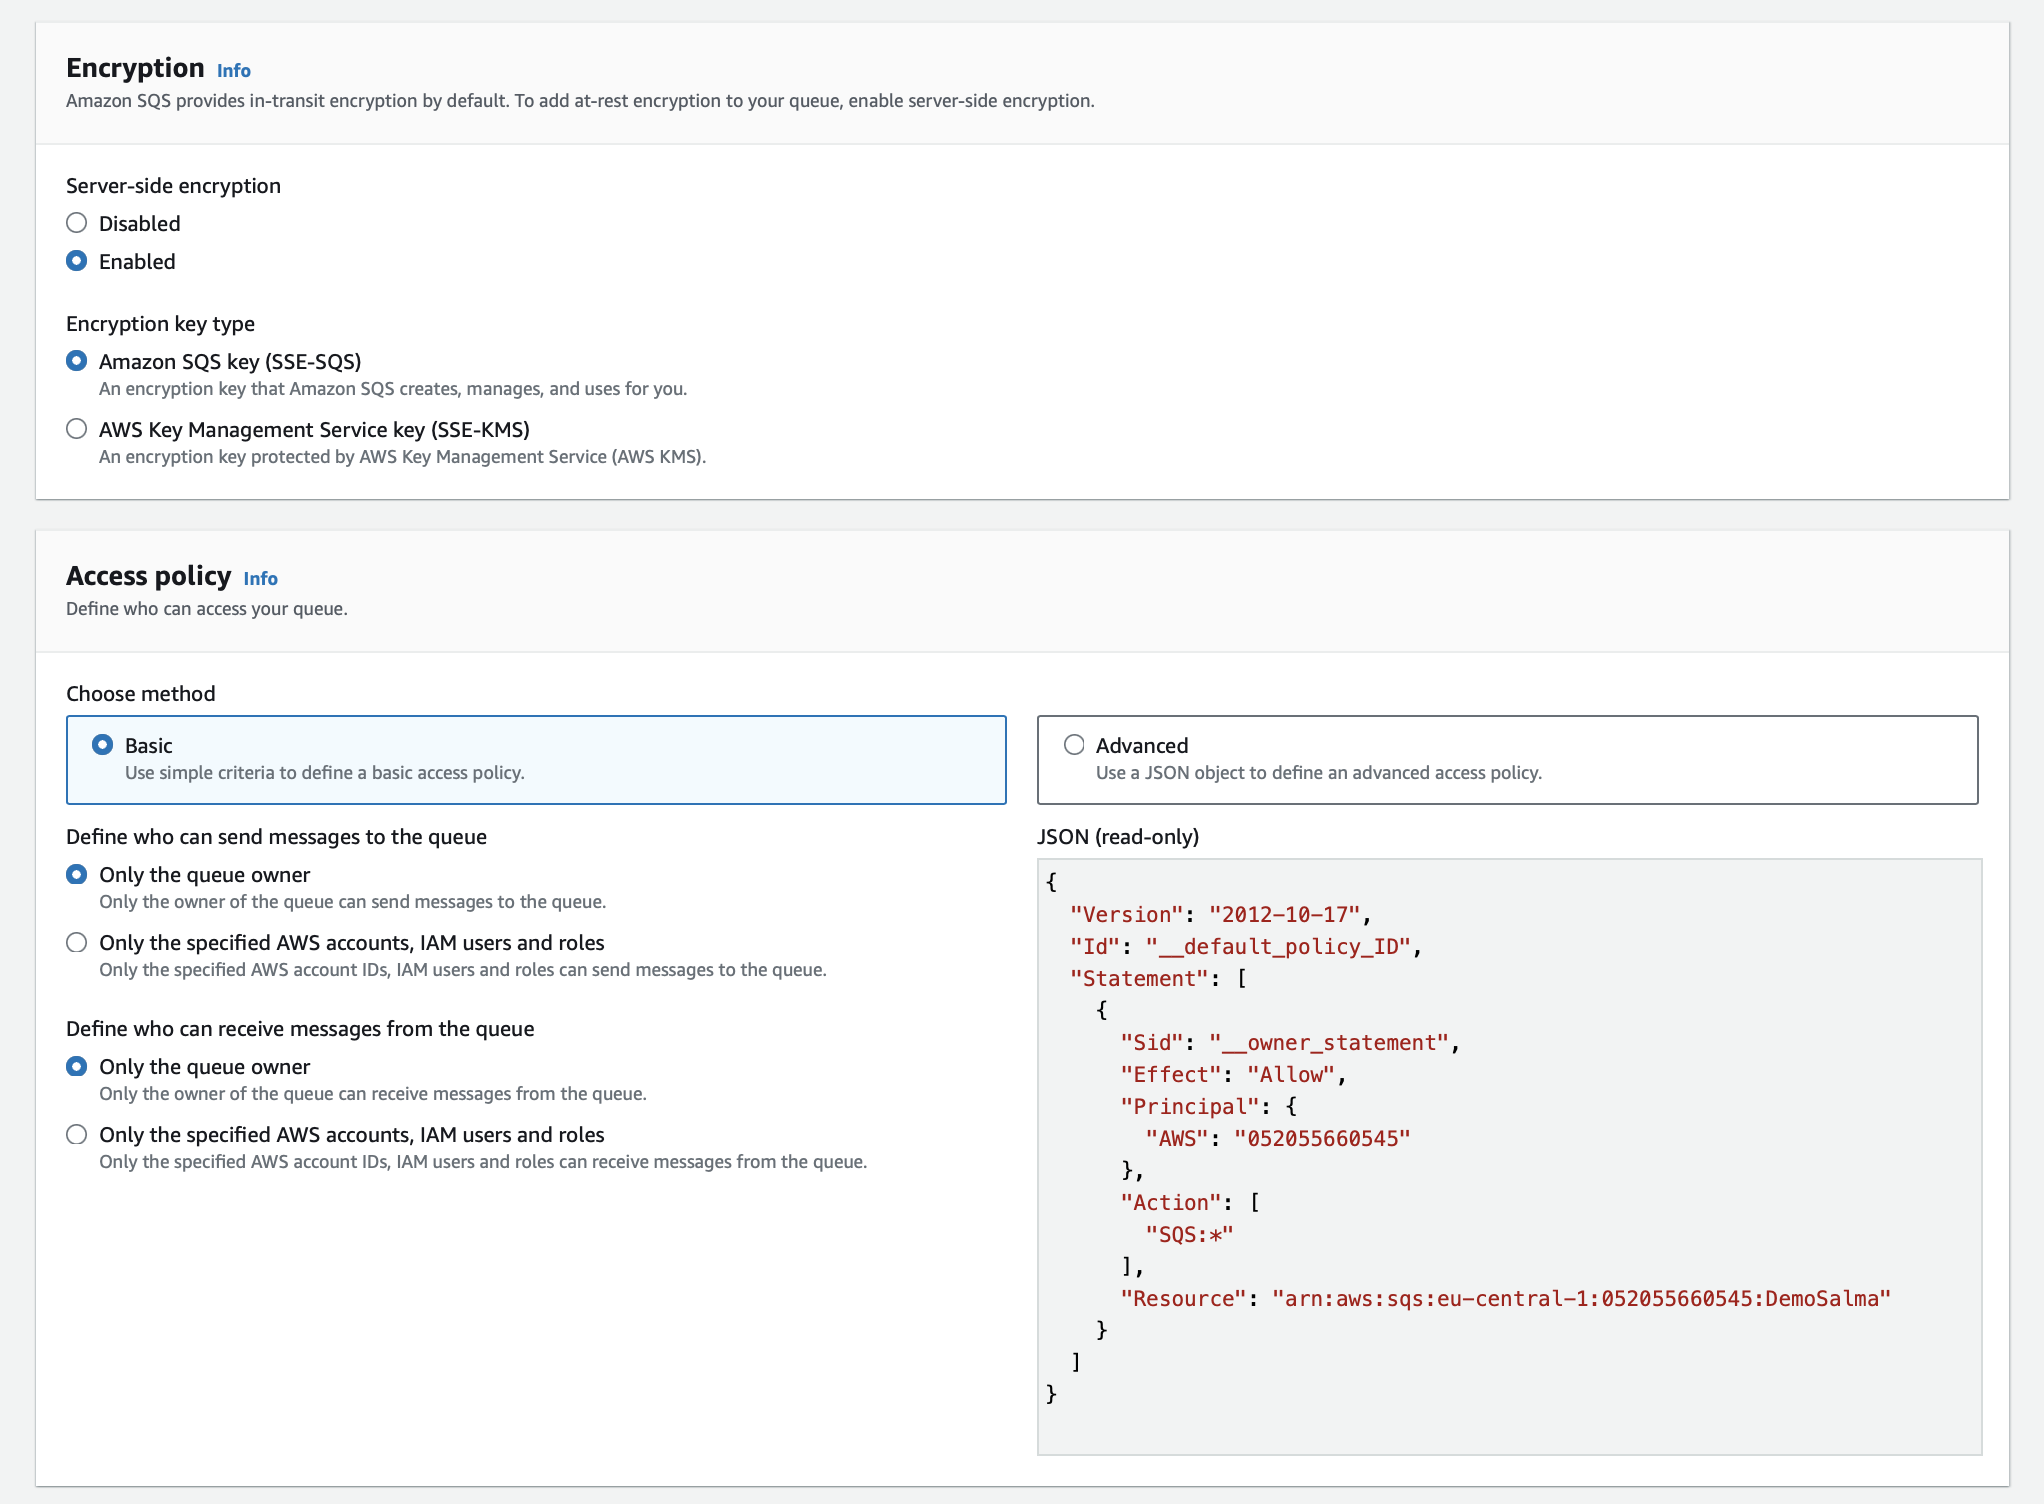 Encryption Info
Amazon SQS provides in-transit encryption by default. To add at-rest encryption to your queue, enable server-side encryption.
Server-side encryption
Disabled
Enabled
Encryption key type
Amazon SQS key (SSE-SQS)
An encryption key that Amazon SQS creates, manages, and uses for you.
AWS Key Management Service key (SSE-KMS)
An encryption key protected by AWS Key Management Service (AWS KMS).
Access policy Info
Define who can access your queue.
Choose method
Basic
Use simple criteria to define a basic access policy.
Advanced
Use a JSON object to define an advanced access policy.
Define who can send messages to the queue
Only the queue owner
Only the owner of the queue can send messages to the queue.
Only the specified AWS accounts, IAM users and roles
Only the specified AWS account IDs, IAM users and roles can send messages to the queue.
Define who can receive messages from the queue
Only the queue owner
Only the owner of the queue can receive messages from the queue.
Only the specified AWS accounts, IAM users and roles
Only the specified AWS account IDs, IAM users and roles can receive messages from the queue.
JSON (read-only)
{
  "Version": "2012-10-17",
  "Id": "__default_policy_ID",
  "Statement": [
    {
      "Sid": "__owner_statement",
      "Effect": "Allow",
      "Principal": {
        "AWS": "052055660545"
      },
      "Action": [
        "SQS:*"
      ],
      "Resource": "arn:aws:sqs:eu-central-1:052055660545:DemoSalma"
    }
  ]
}